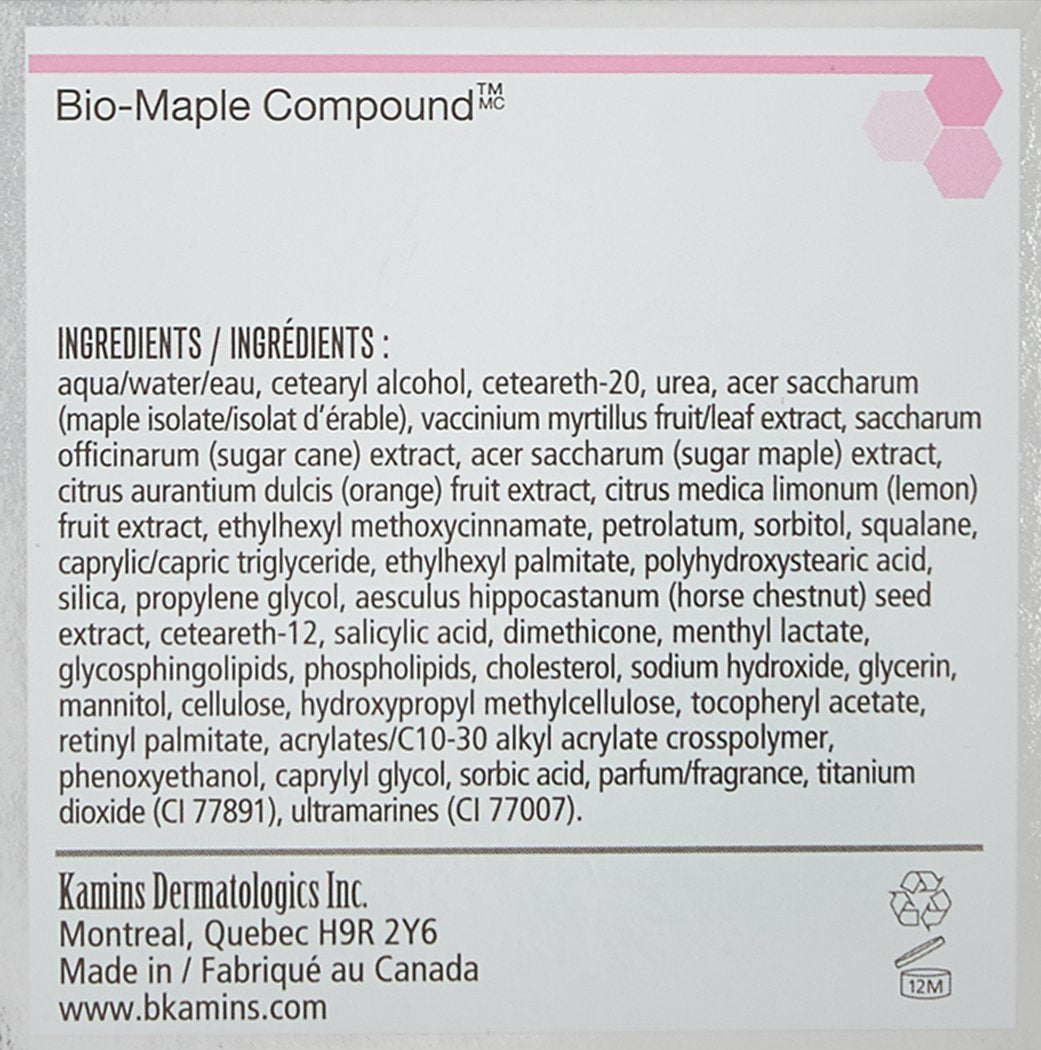 Bio-Maple Compound™ MC
INGREDIENTS / INGRÉDIENTS :
aqua/water/eau, cetearyl alcohol, ceteareth-20, urea, acer saccharum
(maple isolate/isolat d'érable), vaccinium myrtillus fruit/leaf extract, saccharum
officinarum (sugar cane) extract, acer saccharum (sugar maple) extract,
citrus aurantium dulcis (orange) fruit extract, citrus medica limonum (lemon)
fruit extract, ethylhexyl methoxycinnamate, petrolatum, sorbitol, squalane,
caprylic/capric triglyceride, ethylhexyl palmitate, polyhydroxystearic acid,
silica, propylene glycol, aesculus hippocastanum (horse chestnut) seed
extract, ceteareth-12, salicylic acid, dimethicone, menthyl lactate,
glycosphingolipids, phospholipids, cholesterol, sodium hydroxide, glycerin,
mannitol, cellulose, hydroxypropyl methylcellulose, tocopheryl acetate,
retinyl palmitate, acrylates/C10-30 alkyl acrylate crosspolymer,
phenoxyethanol, caprylyl glycol, sorbic acid, parfum/fragrance, titanium
dioxide (CI 77891), ultramarines (CI 77007).
Kamins Dermatologics Inc.
Montreal, Quebec H9R 2Y6
Made in / Fabriqué au Canada
www.bkamins.com
12M